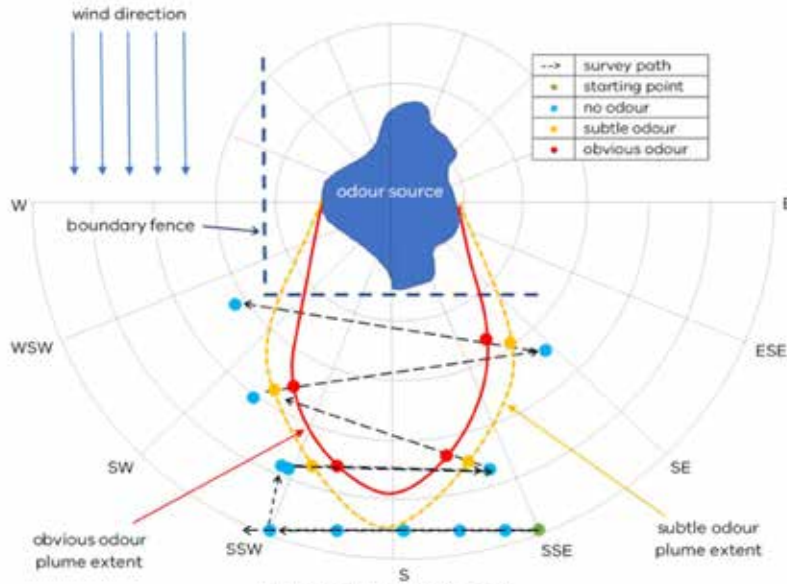 wind direction
survey path
starting point
no odour
subtle odour
obvious odour
odour source
W
E
boundary fence
WSW
ESE
SW
SE
obvious odour
plume extent
subtle odour
plume extent
SSW
SSE
S